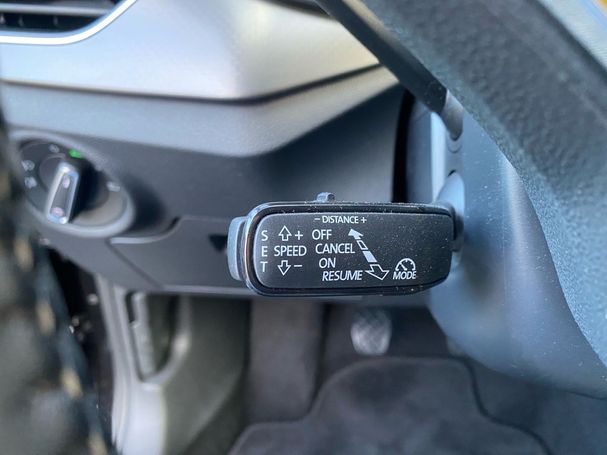 - DISTANCE +
S + OFF
E SPEED CANCEL
T - ON
RESUME MODE